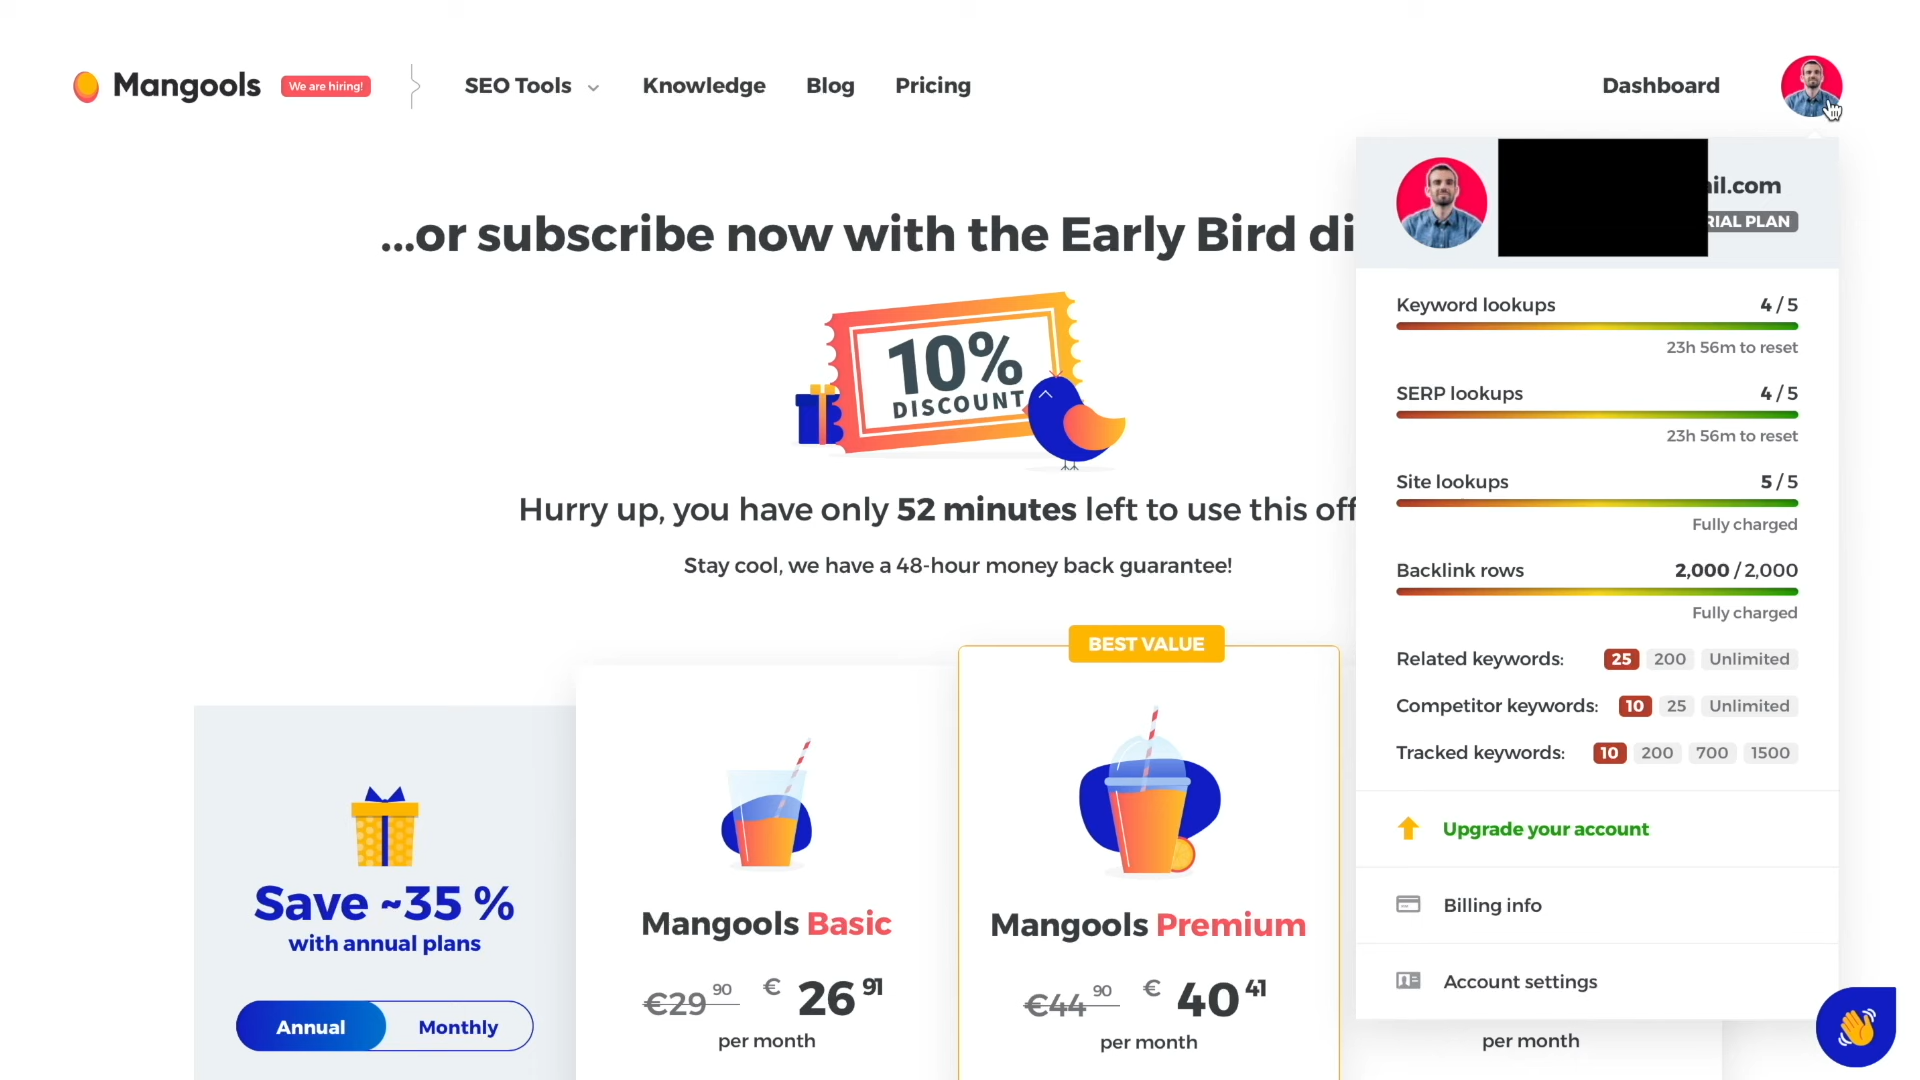 Mangools We are hiring! SEO Tools Knowledge Blog Pricing Dashboard
...or subscribe now with the Early Bird di
10%
DISCOUNT
Hurry up, you have only 52 minutes left to use this off
Stay cool, we have a 48-hour money back guarantee!
Save ~35 %
with annual plans
Annual Monthly
Mangools Basic
€29 90 € 26 91
per month
BEST VALUE
Mangools Premium
€44 90 € 40 41
per month
per month
il.com
RIAL PLAN
Keyword lookups 4 / 5
23h 56m to reset
SERP lookups 4 / 5
23h 56m to reset
Site lookups 5 / 5
Fully charged
Backlink rows 2,000 / 2,000
Fully charged
Related keywords: 25 200 Unlimited
Competitor keywords: 10 25 Unlimited
Tracked keywords: 10 200 700 1500
Upgrade your account
Billing info
Account settings